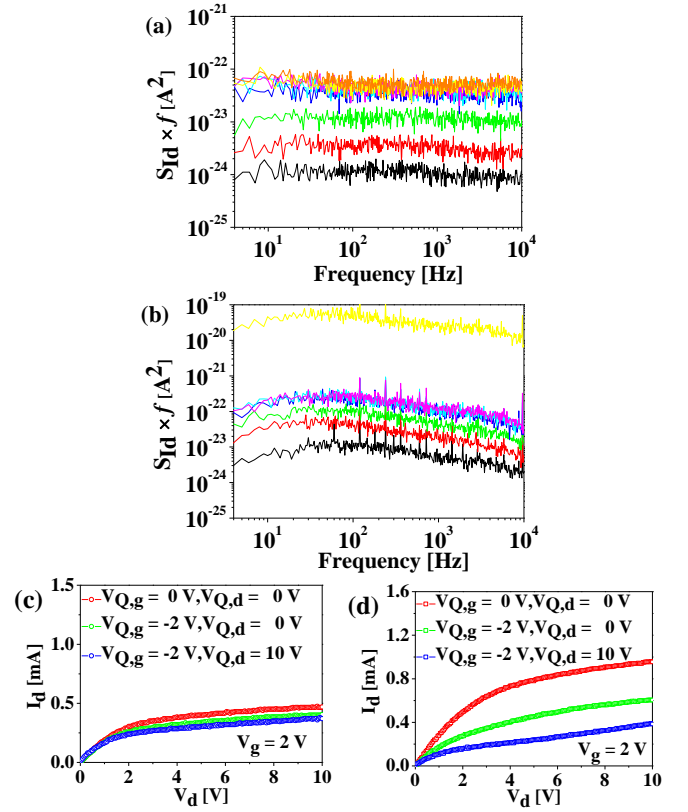 (a)
10^-21
10^-22
10^-23
10^-24
10^-25
S_Id × f [A^2]
10^1 10^2 10^3 10^4
Frequency [Hz]
(b)
10^-19
10^-20
10^-21
10^-22
10^-23
10^-24
10^-25
S_Id × f [A^2]
10^1 10^2 10^3 10^4
Frequency [Hz]
(c)
1.5
1.0
0.5
0.0
I_d [mA]
V_Q,g = 0 V,V_Q,d = 0 V
V_Q,g = -2 V,V_Q,d = 0 V
V_Q,g = -2 V,V_Q,d = 10 V
V_g = 2 V
0 2 4 6 8 10
V_d [V]
(d)
1.6
1.2
0.8
0.4
0.0
I_d [mA]
V_Q,g = 0 V,V_Q,d = 0 V
V_Q,g = -2 V,V_Q,d = 0 V
V_Q,g = -2 V,V_Q,d = 10 V
V_g = 2 V
0 2 4 6 8 10
V_d [V]